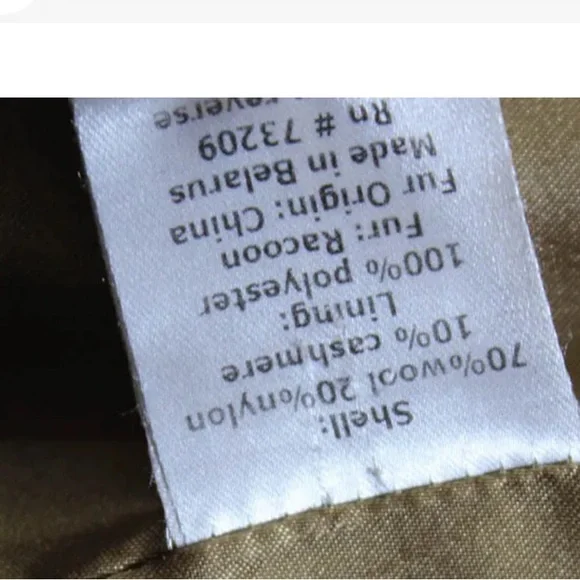 Shell:
70%wool 20%nylon
10% cashmere
Lining:
100% polyester
Fur: Racoon
Fur Origin: China
Made in Belarus
Rn # 73209
reverse